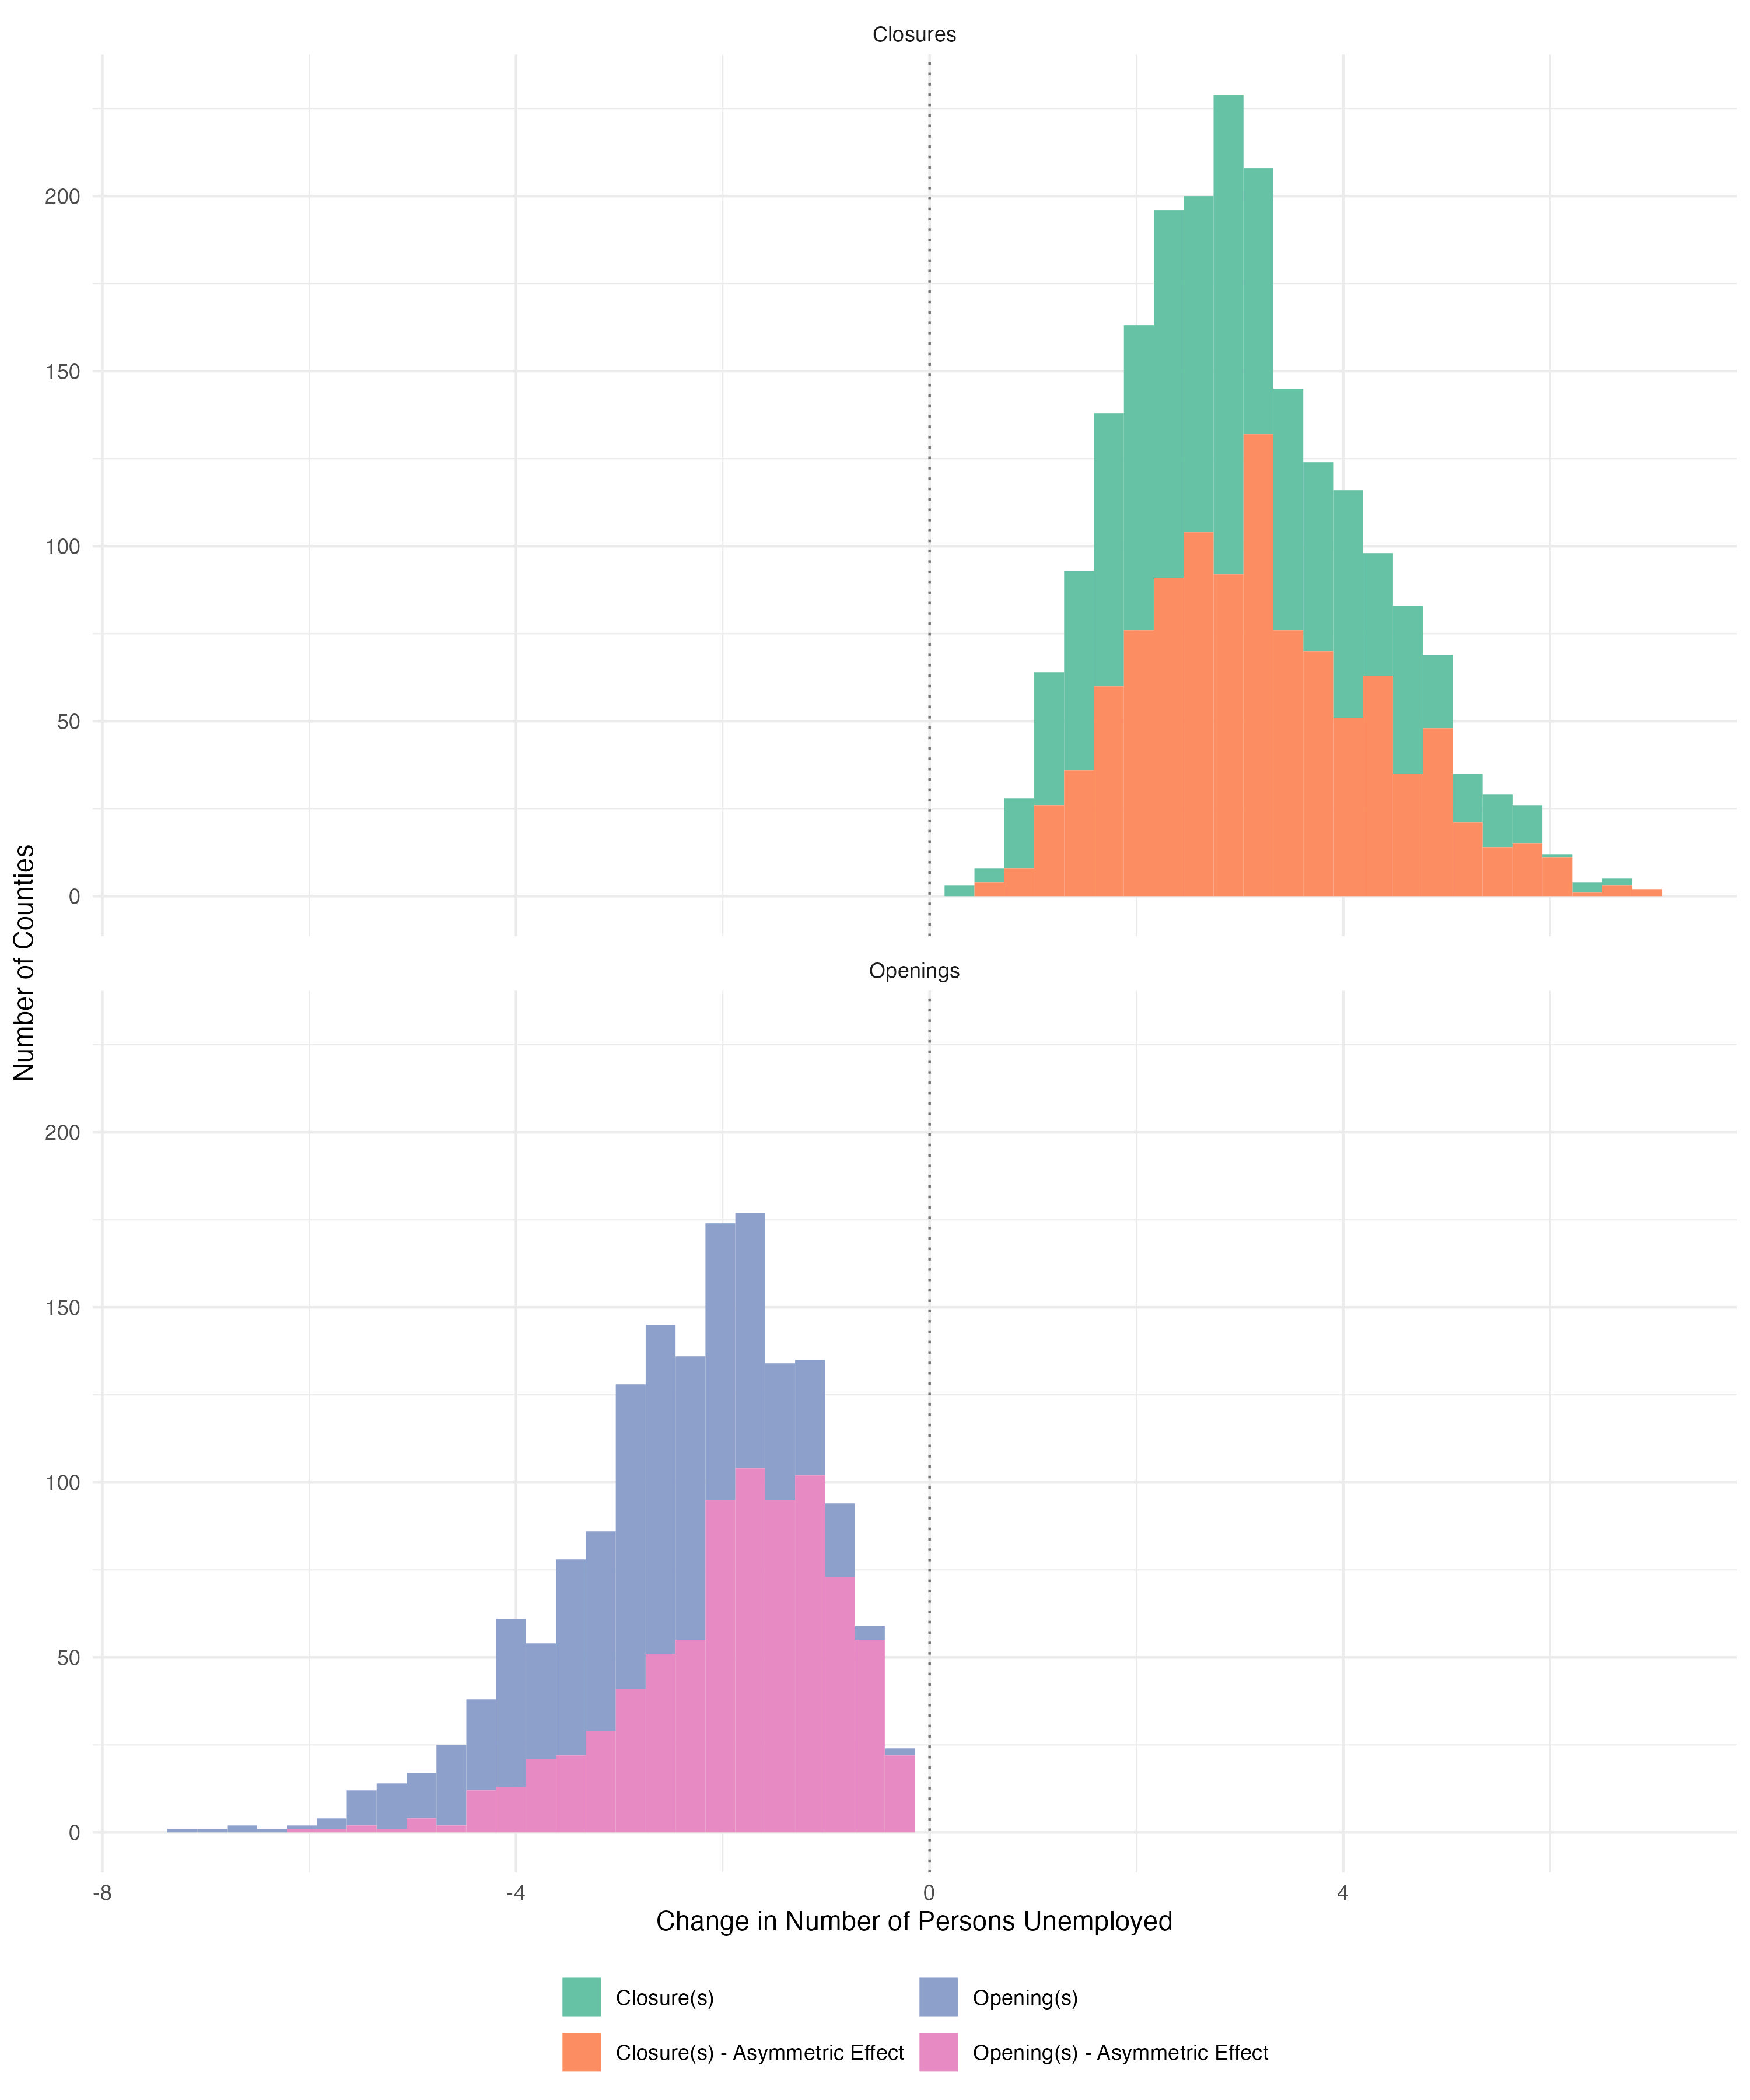 Closures
200
150
100
50
0
Number of Counties
Openings
200
150
100
50
0
-8 -4 0 4
Change in Number of Persons Unemployed
Closure(s) Opening(s)
Closure(s) - Asymmetric Effect Opening(s) - Asymmetric Effect